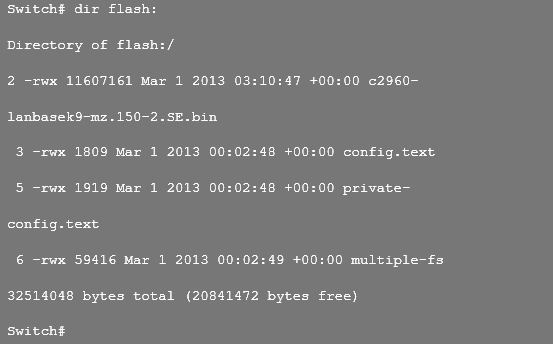 Switch# dir flash:
Directory of flash:/
2 -rwx 11607161 Mar 1 2013 03:10:47 +00:00 c2960-
lanbasek9-mz.150-2.SE.bin
3 -rwx 1809 Mar 1 2013 00:02:48 +00:00 config.text
5 -rwx 1919 Mar 1 2013 00:02:48 +00:00 private-
config.text
6 -rwx 59416 Mar 1 2013 00:02:49 +00:00 multiple-fs
32514048 bytes total (20841472 bytes free)
Switch#